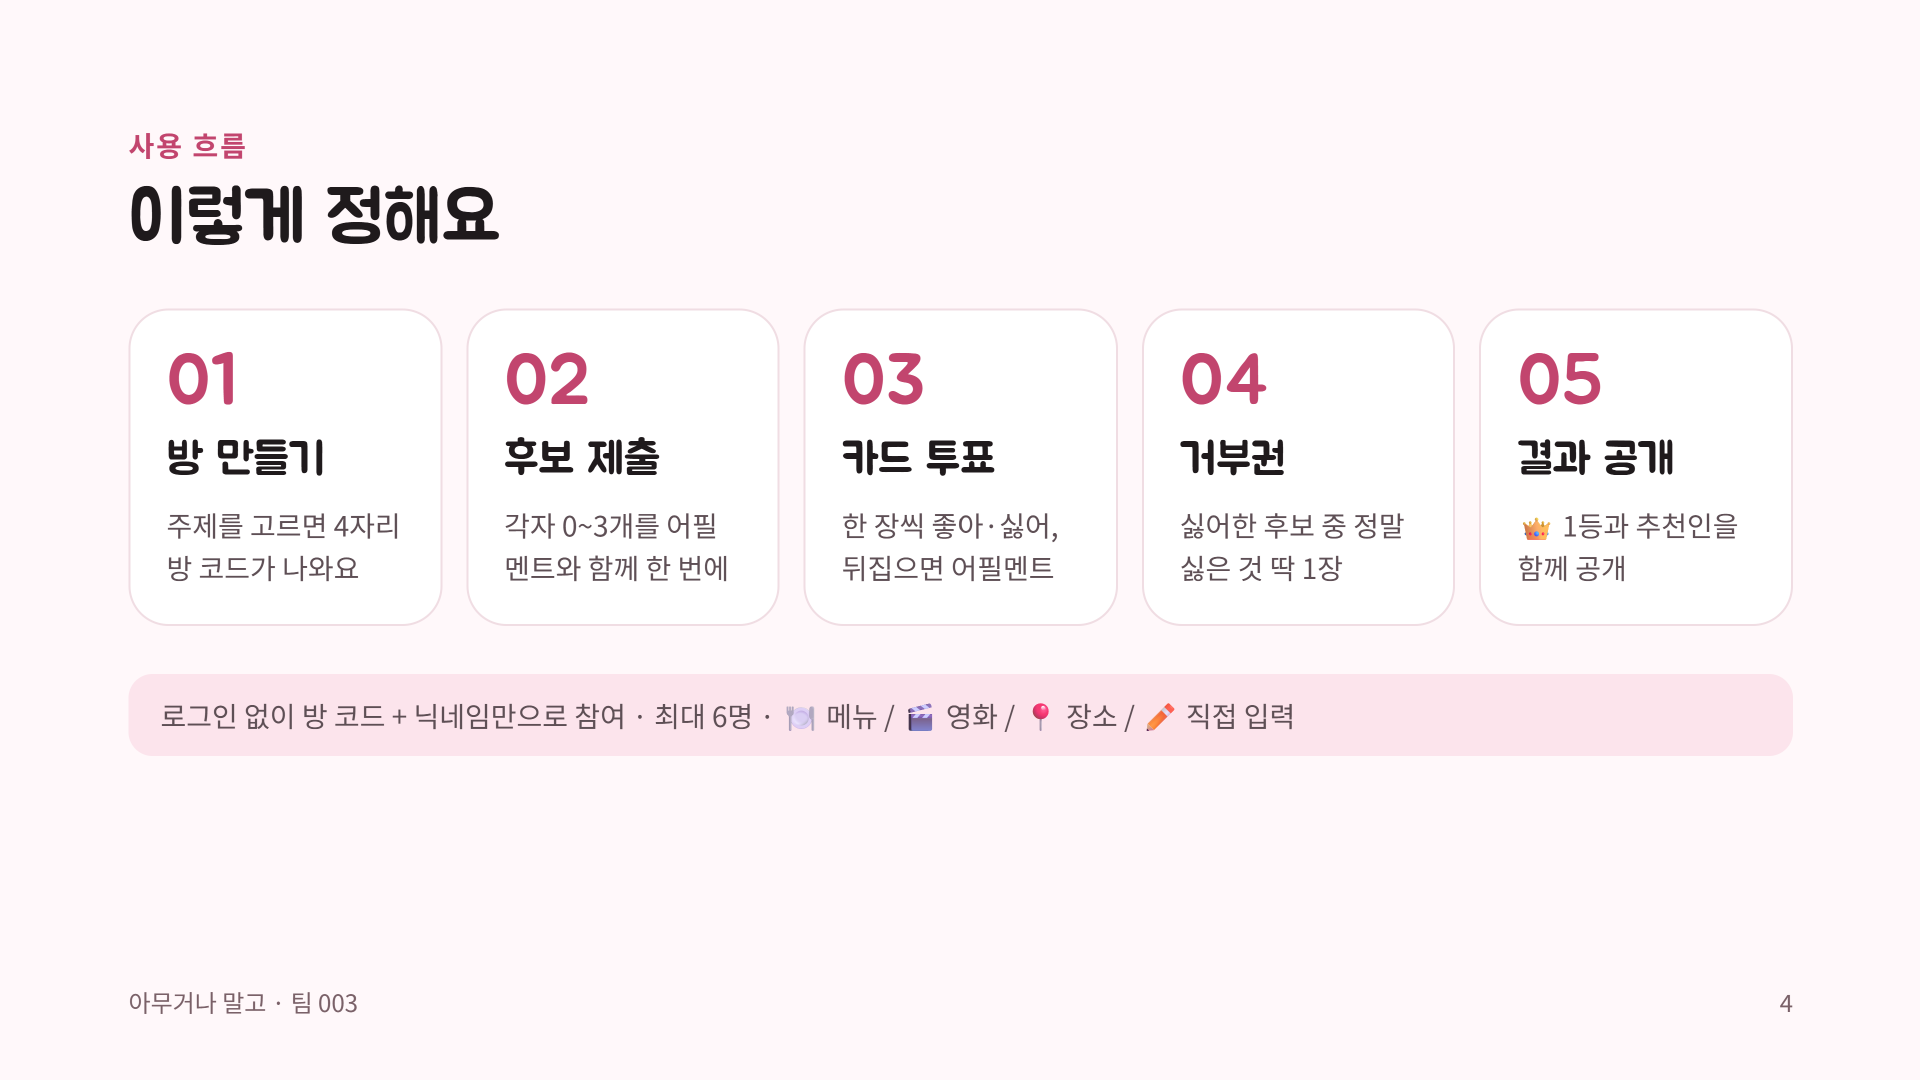 사용 흐름
이렇게 정해요
01
방 만들기
주제를 고르면 4자리
방 코드가 나와요
02
후보 제출
각자 0~3개를 어필
멘트와 함께 한 번에
03
카드 투표
한 장씩 좋아·싫어,
뒤집으면 어필멘트
04
거부권
싫어한 후보 중 정말
싫은 것 딱 1장
05
결과 공개
👑 1등과 추천인을
함께 공개
로그인 없이 방 코드 + 닉네임만으로 참여 · 최대 6명 · 🍽️ 메뉴 / 🎬 영화 / 📍 장소 / ✏️ 직접 입력
아무거나 말고 · 팀 003
4